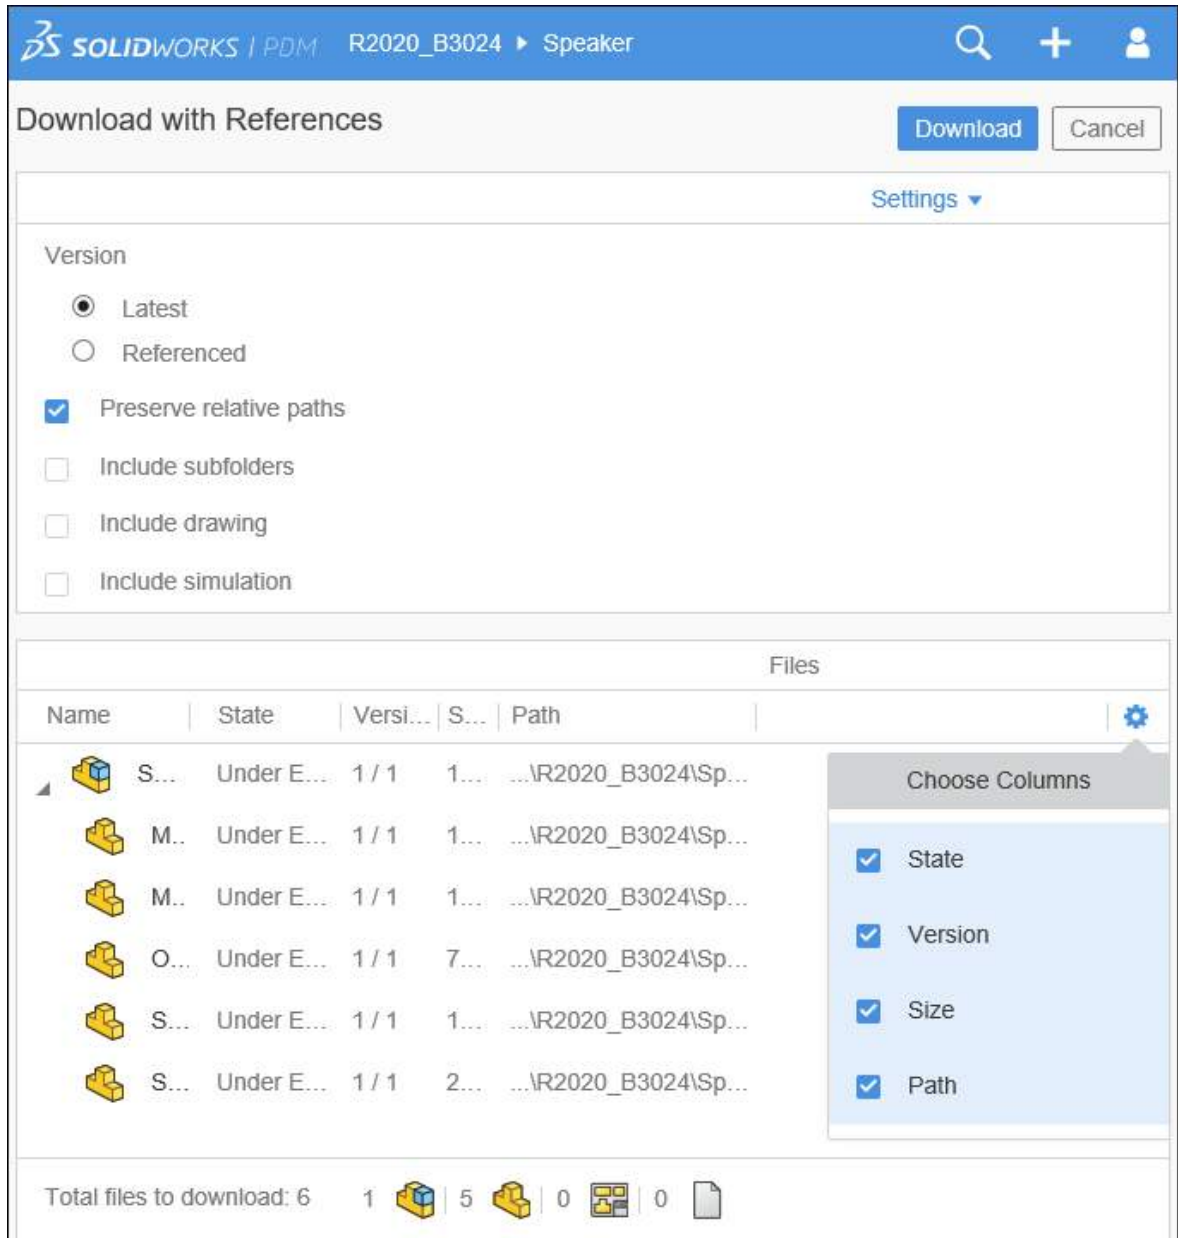 SOLIDWORKS | PDM R2020_B3024 ▸ Speaker
Download with References Download Cancel
Settings
Version
Latest
Referenced
Preserve relative paths
Include subfolders
Include drawing
Include simulation
Files
Name State Versi... S... Path
S... Under E... 1 / 1 1... ...\R2020_B3024\Sp...
Choose Columns
M.. Under E... 1 / 1 1... ...\R2020_B3024\Sp...
State
M.. Under E... 1 / 1 1... ...\R2020_B3024\Sp...
Version
O... Under E... 1 / 1 7... ...\R2020_B3024\Sp...
S... Under E... 1 / 1 1... ...\R2020_B3024\Sp...
Size
S... Under E... 1 / 1 2... ...\R2020_B3024\Sp...
Path
Total files to download: 6 1 5 0 0